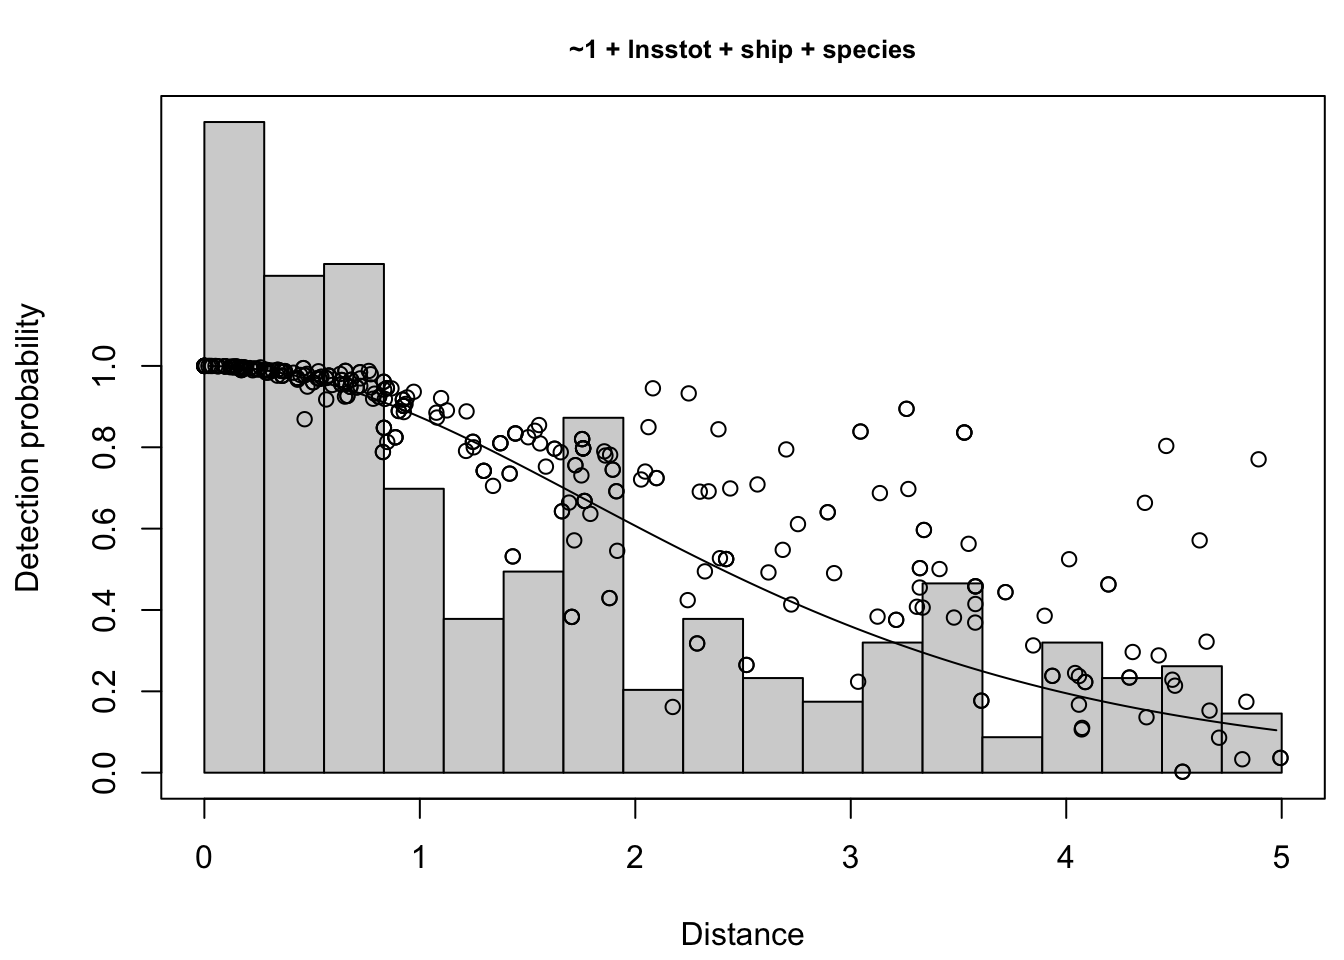 ~1 + lnsstot + ship + species
Detection probability
1.0
0.8
0.6
0.4
0.2
0.0
0 1 2 3 4 5
Distance